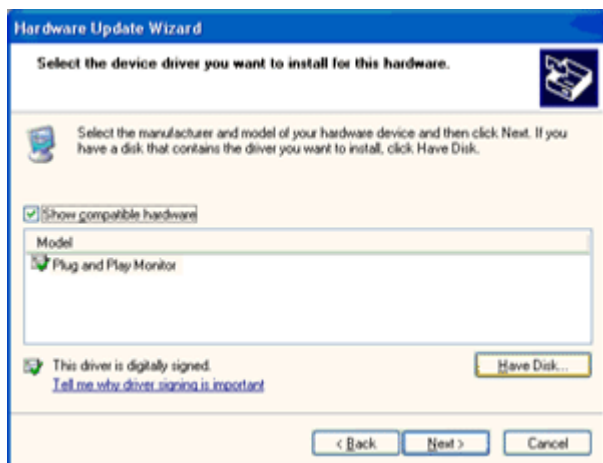 Hardware Update Wizard
Select the device driver you want to install for this hardware.
Select the manufacturer and model of your hardware device and then click Next. If you
have a disk that contains the driver you want to install, click Have Disk.
Show compatible hardware
Model
Plug and Play Monitor
This driver is digitally signed.
Have Disk...
Tell me why driver signing is important
< Back
Next >
Cancel